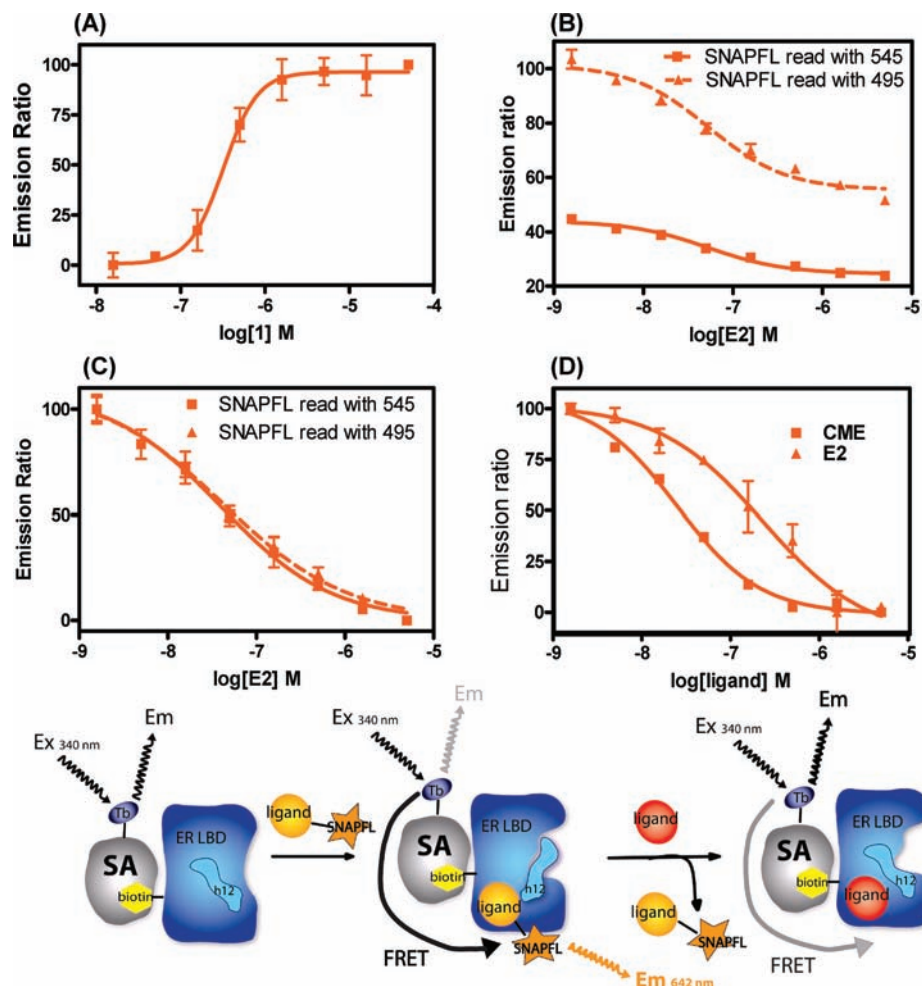 (A)
Emission Ratio
100
75
50
25
0
-8
-7
-6
-5
-4
log[1] M
(B)
SNAPFL read with 545
SNAPFL read with 495
Emission ratio
100
80
60
40
20
-9
-8
-7
-6
-5
log[E2] M
(C)
SNAPFL read with 545
SNAPFL read with 495
Emission Ratio
100
50
0
-9
-8
-7
-6
-5
log[E2] M
(D)
CME
E2
Emission ratio
100
75
50
25
0
-9
-8
-7
-6
-5
log[ligand] M
Ex 340 nm
Em
Tb
SA
biotin
ER LBD
h12
ligand
SNAPFL
Ex 340 nm
Em
Tb
SA
biotin
ER LBD
h12
ligand
SNAPFL
FRET
Em 642 nm
ligand
ligand
SNAPFL
Ex 340 nm
Em
Tb
SA
biotin
ER LBD
h12
ligand
FRET